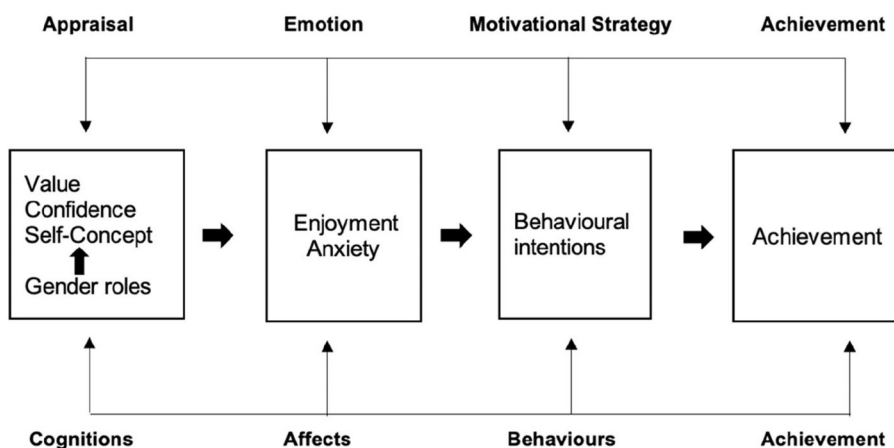 Appraisal Emotion Motivational Strategy Achievement
Value
Confidence
Self-Concept
Gender roles
Enjoyment
Anxiety
Behavioural
intentions
Achievement
Cognitions Affects Behaviours Achievement